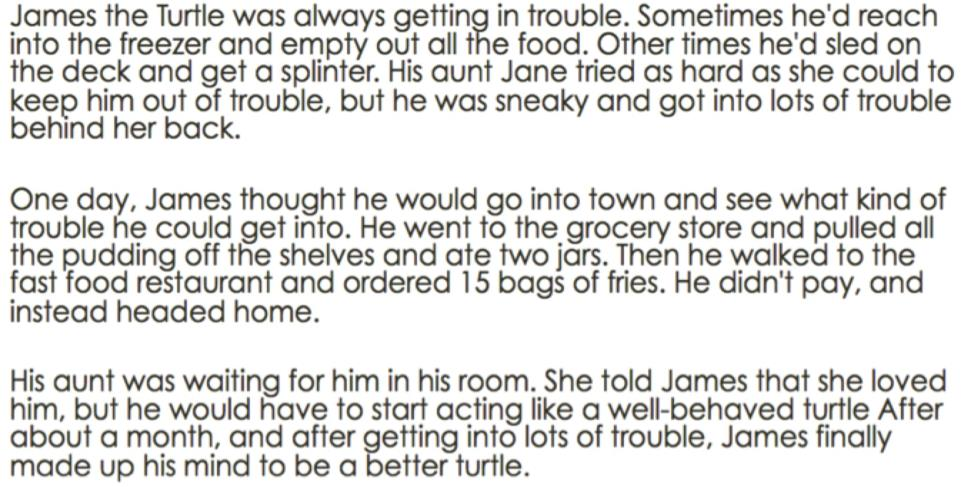 James the Turtle was always getting in trouble. Sometimes he'd reach
into the freezer and empty out all the food. Other times he'd sled on
the deck and get a splinter. His aunt Jane tried as hard as she could to
keep him out of trouble, but he was sneaky and got into lots of trouble
behind her back.
One day, James thought he would go into town and see what kind of
trouble he could get into. He went to the grocery store and pulled all
the pudding off the shelves and ate two jars. Then he walked to the
fast food restaurant and ordered 15 bags of fries. He didn't pay, and
instead headed home.
His aunt was waiting for him in his room. She told James that she loved
him, but he would have to start acting like a well-behaved turtle After
about a month, and after getting into lots of trouble, James finally
made up his mind to be a better turtle.